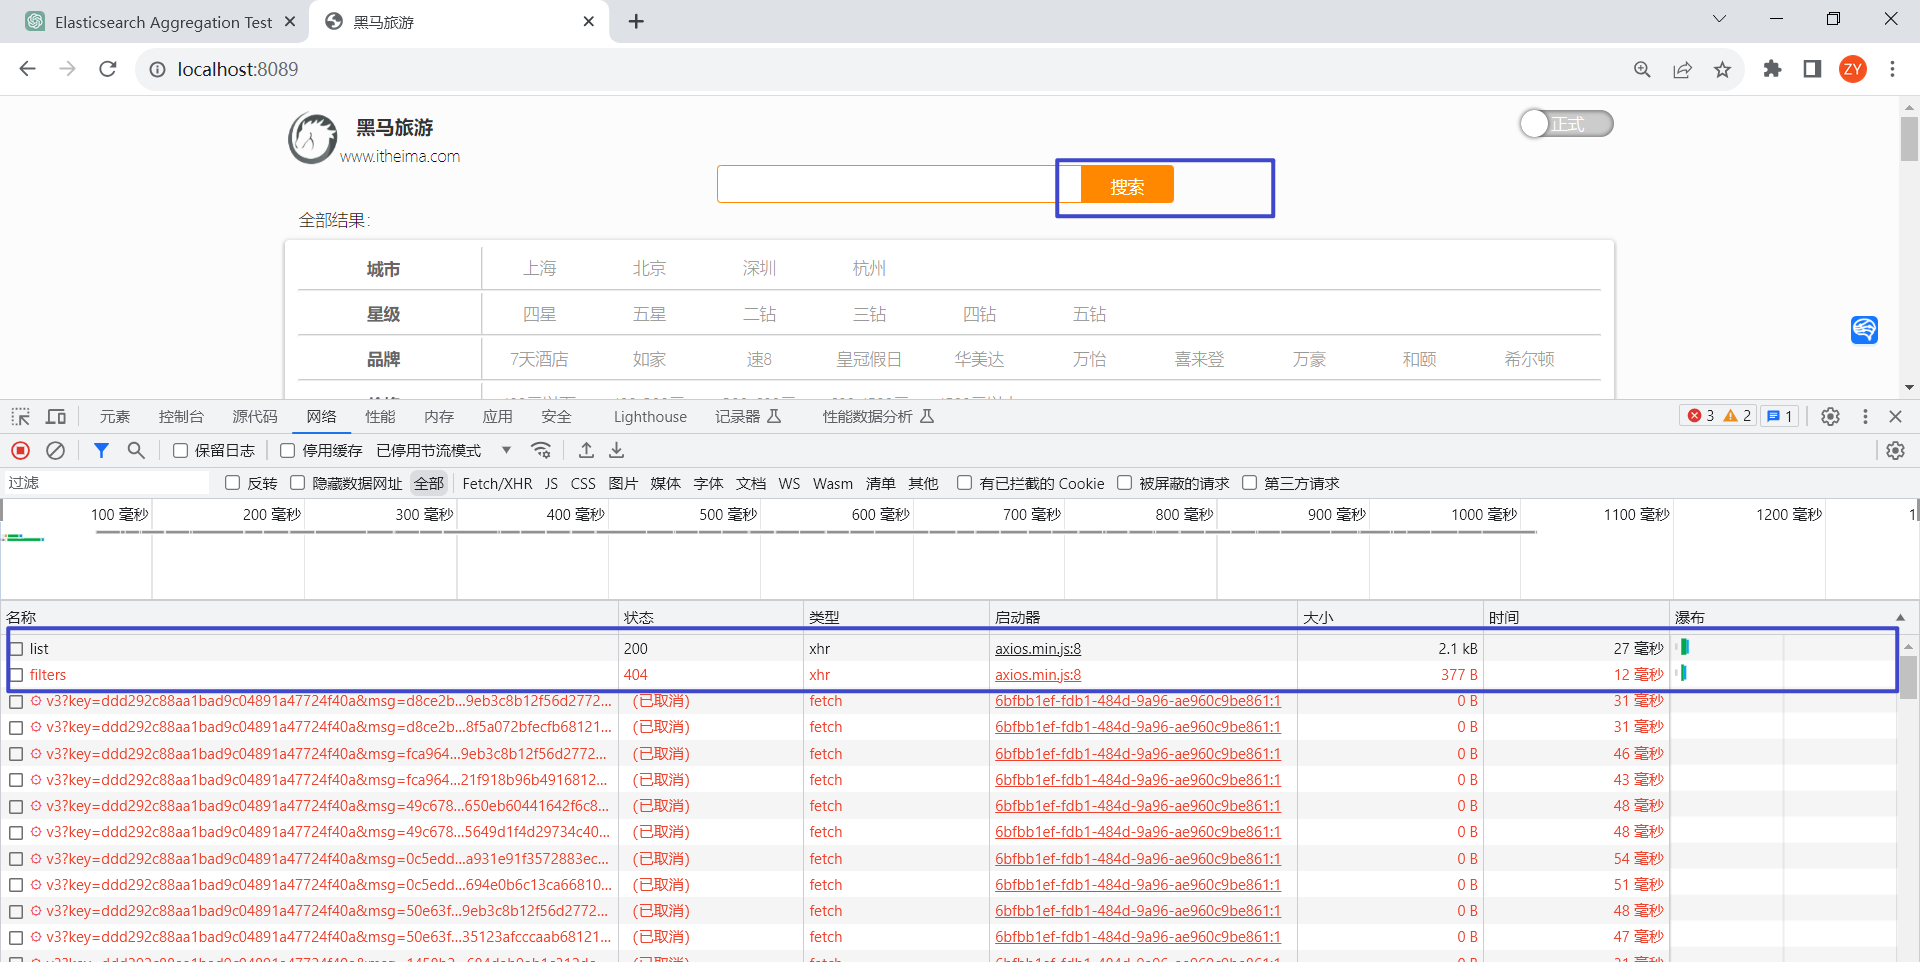 Elasticsearch Aggregation Test
黑马旅游
localhost:8089
ZY
黑马旅游
www.itheima.com
正式
搜索
全部结果:
城市 上海 北京 深圳 杭州
星级 四星 五星 二钻 三钻 四钻 五钻
品牌 7天酒店 如家 速8 皇冠假日 华美达 万怡 喜来登 万豪 和颐 希尔顿
元素 控制台 源代码 网络 性能 内存 应用 安全 Lighthouse 记录器 性能数据分析 3 2 1
保留日志 停用缓存 已停用节流模式
过滤 反转 隐藏数据网址 全部 Fetch/XHR JS CSS 图片 媒体 字体 文档 WS Wasm 清单 其他 有已拦截的 Cookie 被屏蔽的请求 第三方请求
100 毫秒 200 毫秒 300 毫秒 400 毫秒 500 毫秒 600 毫秒 700 毫秒 800 毫秒 900 毫秒 1000 毫秒 1100 毫秒 1200 毫秒 1
名称 状态 类型 启动器 大小 时间 瀑布
list 200 xhr axios.min.js:8 2.1 kB 27 毫秒
filters 404 xhr axios.min.js:8 377 B 12 毫秒
v3?key=ddd292c88aa1bad9c04891a47724f40a&msg=d8ce2b...9eb3c8b12f56d2772... (已取消) fetch 6bfbb1ef-fdb1-484d-9a96-ae960c9be861:1 0 B 31 毫秒
v3?key=ddd292c88aa1bad9c04891a47724f40a&msg=d8ce2b...8f5a072bfecfb68121... (已取消) fetch 6bfbb1ef-fdb1-484d-9a96-ae960c9be861:1 0 B 31 毫秒
v3?key=ddd292c88aa1bad9c04891a47724f40a&msg=fca964...9eb3c8b12f56d2772... (已取消) fetch 6bfbb1ef-fdb1-484d-9a96-ae960c9be861:1 0 B 46 毫秒
v3?key=ddd292c88aa1bad9c04891a47724f40a&msg=fca964...21f918b96b4916812... (已取消) fetch 6bfbb1ef-fdb1-484d-9a96-ae960c9be861:1 0 B 43 毫秒
v3?key=ddd292c88aa1bad9c04891a47724f40a&msg=49c678...650eb60441642f6c8... (已取消) fetch 6bfbb1ef-fdb1-484d-9a96-ae960c9be861:1 0 B 48 毫秒
v3?key=ddd292c88aa1bad9c04891a47724f40a&msg=49c678...5649d1f4d29734c40... (已取消) fetch 6bfbb1ef-fdb1-484d-9a96-ae960c9be861:1 0 B 48 毫秒
v3?key=ddd292c88aa1bad9c04891a47724f40a&msg=0c5edd...a931e91f3572883ec... (已取消) fetch 6bfbb1ef-fdb1-484d-9a96-ae960c9be861:1 0 B 54 毫秒
v3?key=ddd292c88aa1bad9c04891a47724f40a&msg=0c5edd...694e0b6c13ca66810... (已取消) fetch 6bfbb1ef-fdb1-484d-9a96-ae960c9be861:1 0 B 51 毫秒
v3?key=ddd292c88aa1bad9c04891a47724f40a&msg=50e63f...9eb3c8b12f56d2772... (已取消) fetch 6bfbb1ef-fdb1-484d-9a96-ae960c9be861:1 0 B 48 毫秒
v3?key=ddd292c88aa1bad9c04891a47724f40a&msg=50e63f...35123afcccaab68121... (已取消) fetch 6bfbb1ef-fdb1-484d-9a96-ae960c9be861:1 0 B 47 毫秒